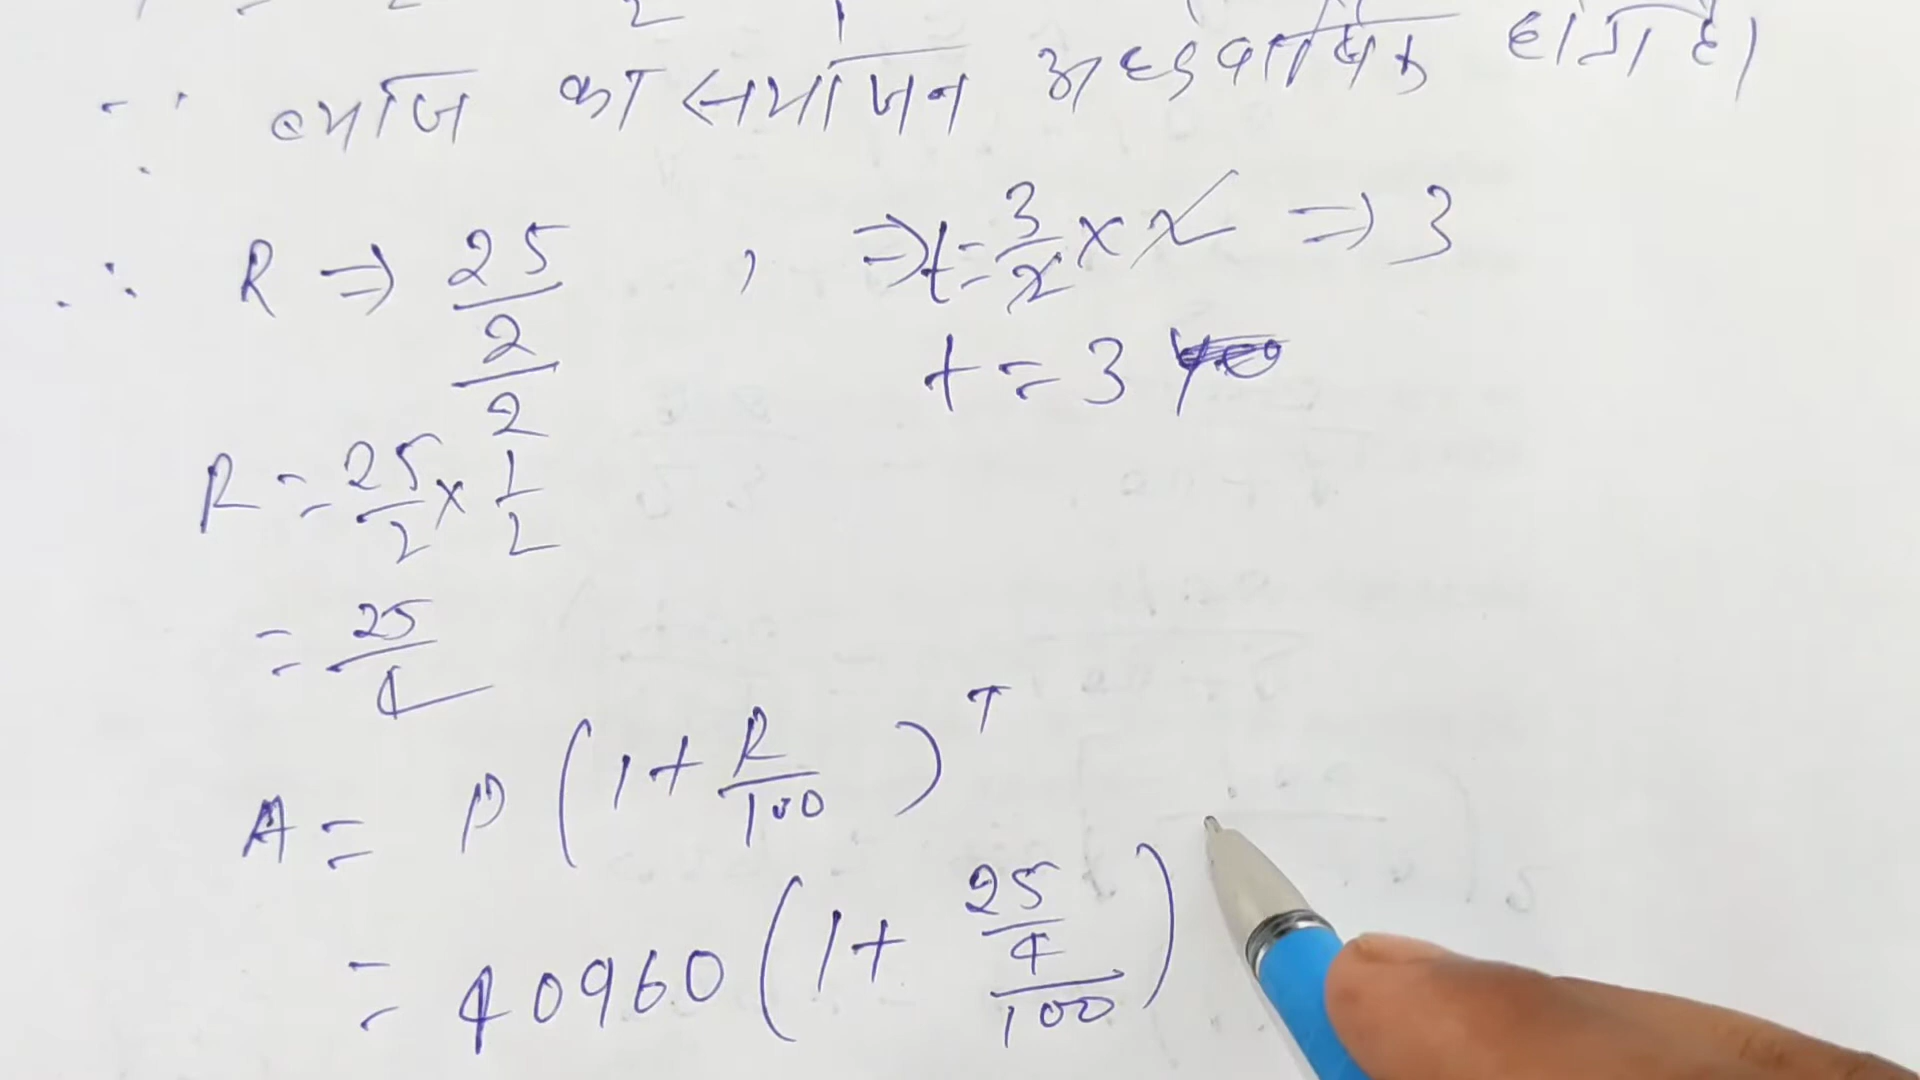 ∵ ब्याज का समायोजन अर्द्धवार्षिक होता है।
∴ R ⇒ 25/2/2 , ⇒ t = 3/2 × 2 ⇒ 3
t = 3
R = 25/2 × 1/2
= 25/4
A = P (1 + R/100)^T
= 40960 (1 + 25/4/100)